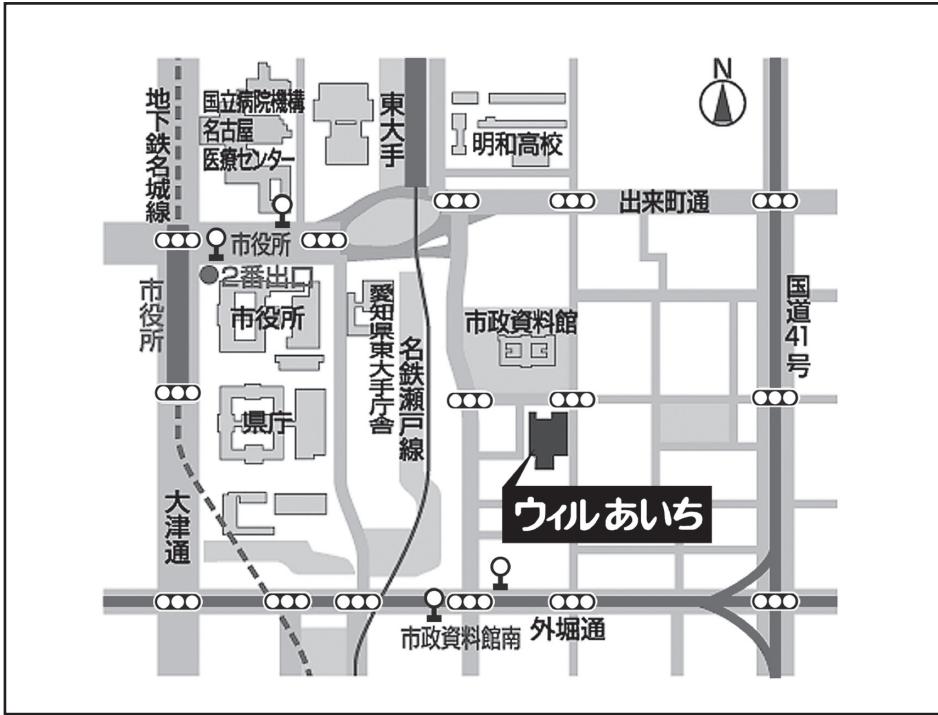 N
地下鉄名城線
国立病院機構
名古屋
医療センター
東大手
明和高校
出来町通
市役所
2番出口
市役所
市役所
愛知県東大手庁舎
名鉄瀬戸線
市政資料館
国道41号
県庁
ウィルあいち
大津通
市政資料館南
外堀通